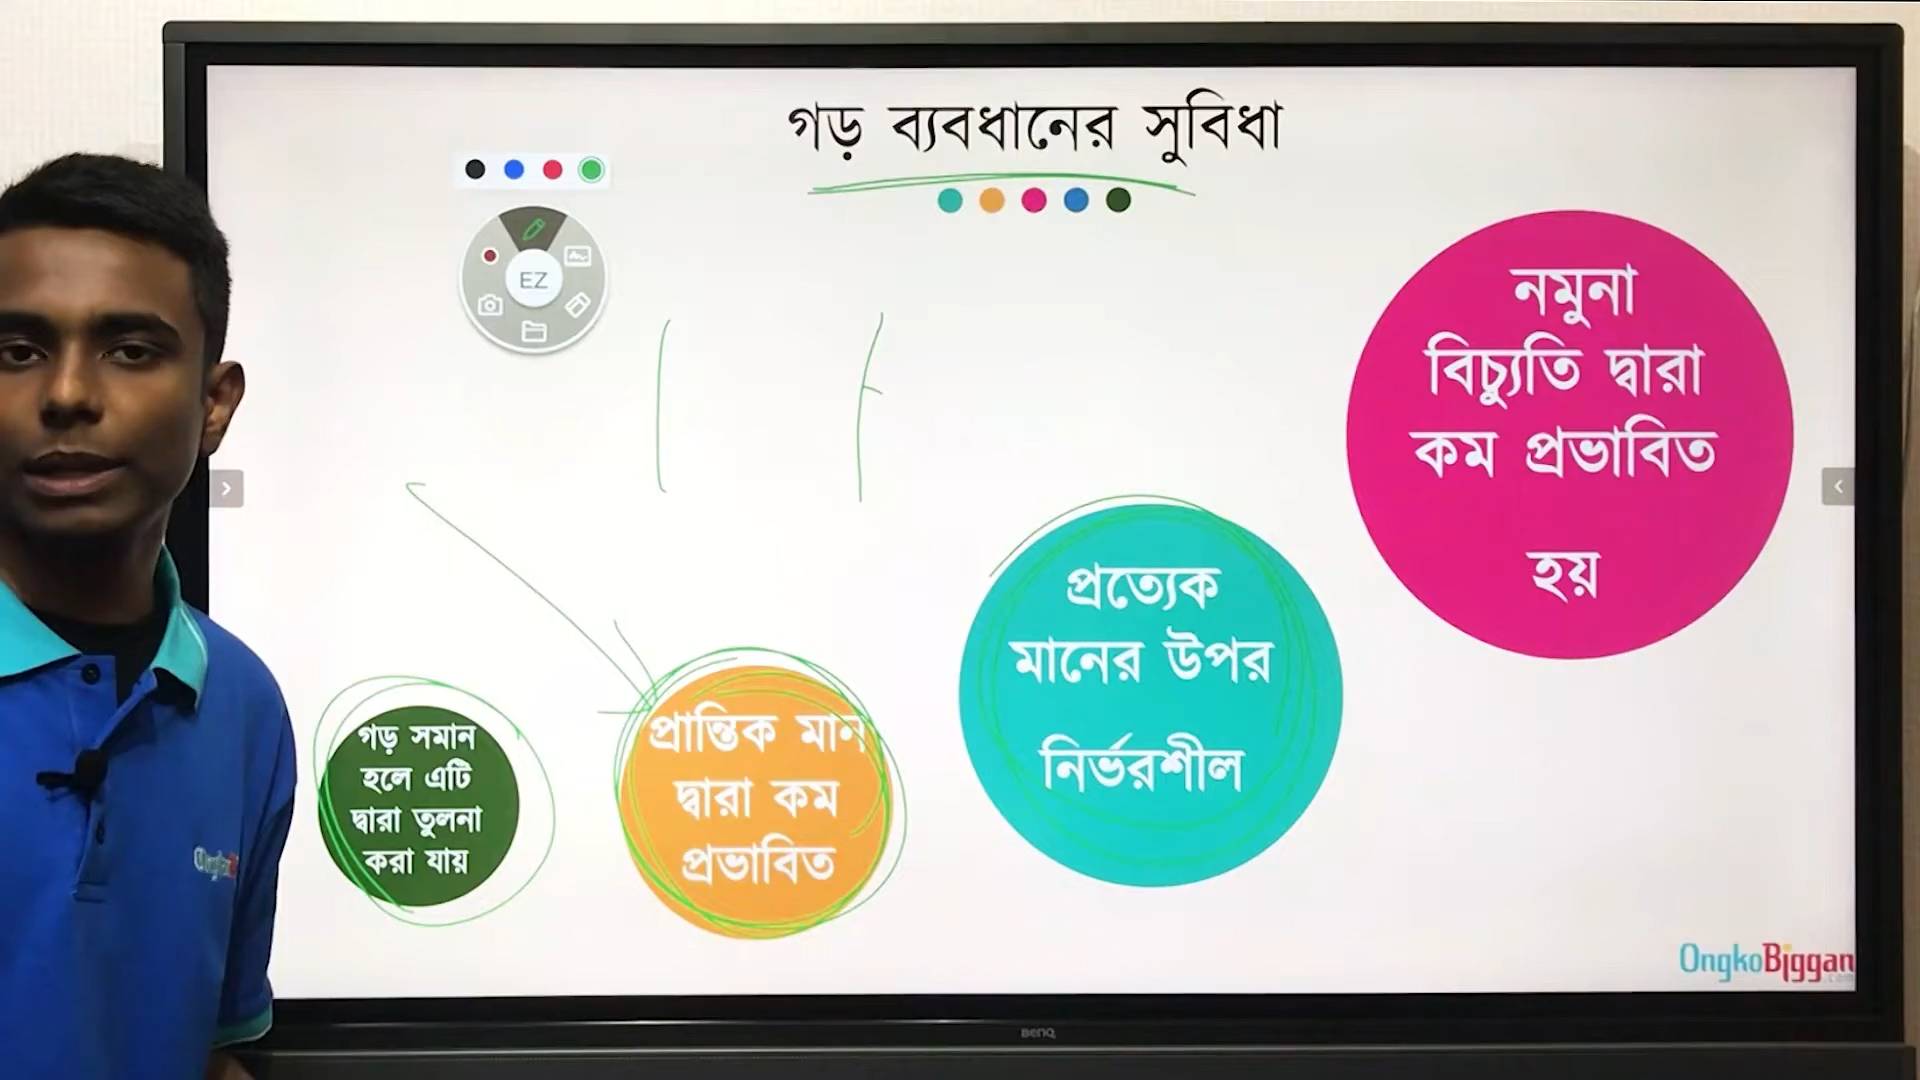 গড় ব্যবধানের সুবিধা
EZ
নমুনা
বিচ্যুতি দ্বারা
কম প্রভাবিত
হয়
প্রত্যেক
মানের উপর
নির্ভরশীল
প্রান্তিক মান
দ্বারা কম
প্রভাবিত
গড় সমান
হলে এটি
দ্বারা তুলনা
করা যায়
OngkoBiggan
.com
BenQ